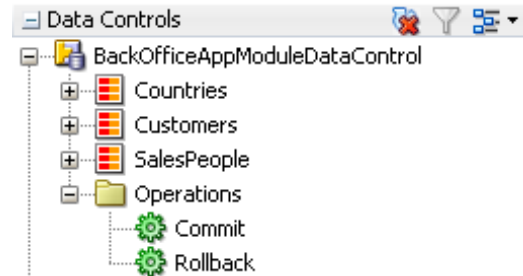 Data Controls
BackOfficeAppModuleDataControl
Countries
Customers
SalesPeople
Operations
Commit
Rollback